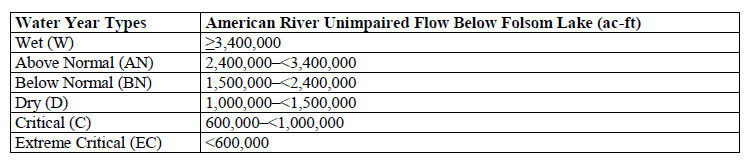 Water Year Types American River Unimpaired Flow Below Folsom Lake (ac-ft)
Wet (W) ≥3,400,000
Above Normal (AN) 2,400,000–<3,400,000
Below Normal (BN) 1,500,000–<2,400,000
Dry (D) 1,000,000–<1,500,000
Critical (C) 600,000–<1,000,000
Extreme Critical (EC) <600,000